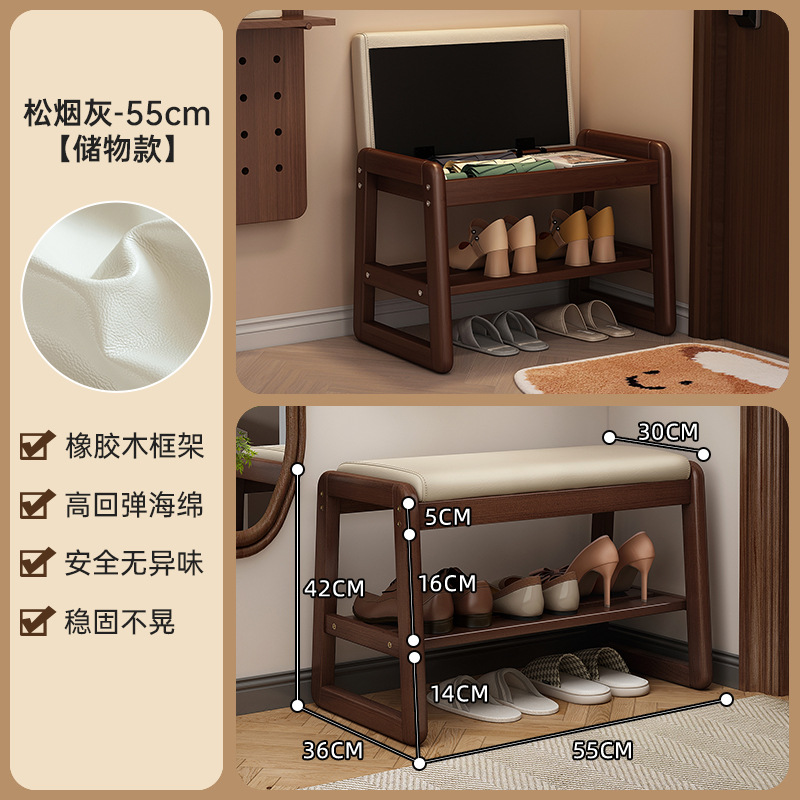 松烟灰-55cm
【储物款】
橡胶木框架
高回弹海绵
安全无异味
稳固不晃
30CM
5CM
42CM
16CM
14CM
36CM
55CM